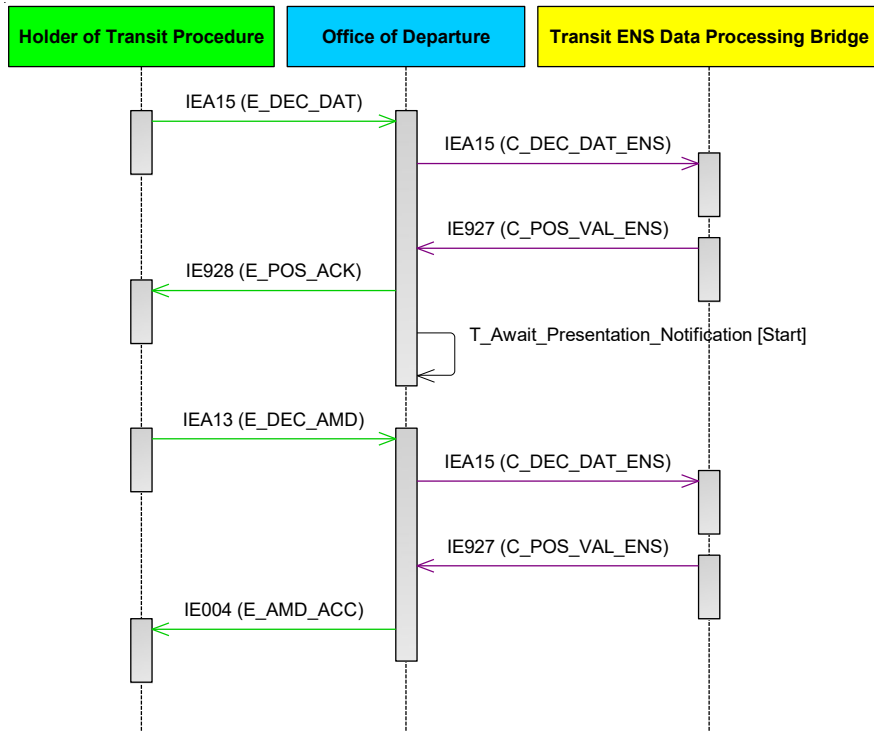 Holder of Transit Procedure
Office of Departure
Transit ENS Data Processing Bridge
IEA15 (E_DEC_DAT)
IEA15 (C_DEC_DAT_ENS)
IE927 (C_POS_VAL_ENS)
IE928 (E_POS_ACK)
T_Await_Presentation_Notification [Start]
IEA13 (E_DEC_AMD)
IEA15 (C_DEC_DAT_ENS)
IE927 (C_POS_VAL_ENS)
IE004 (E_AMD_ACC)